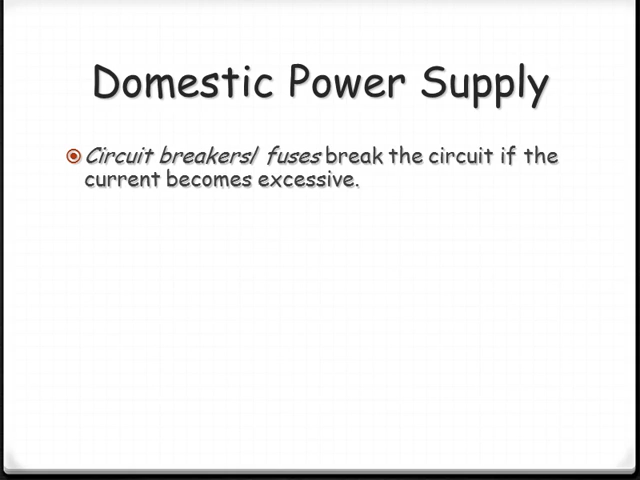 Domestic Power Supply
Circuit breakers/ fuses break the circuit if the
current becomes excessive.